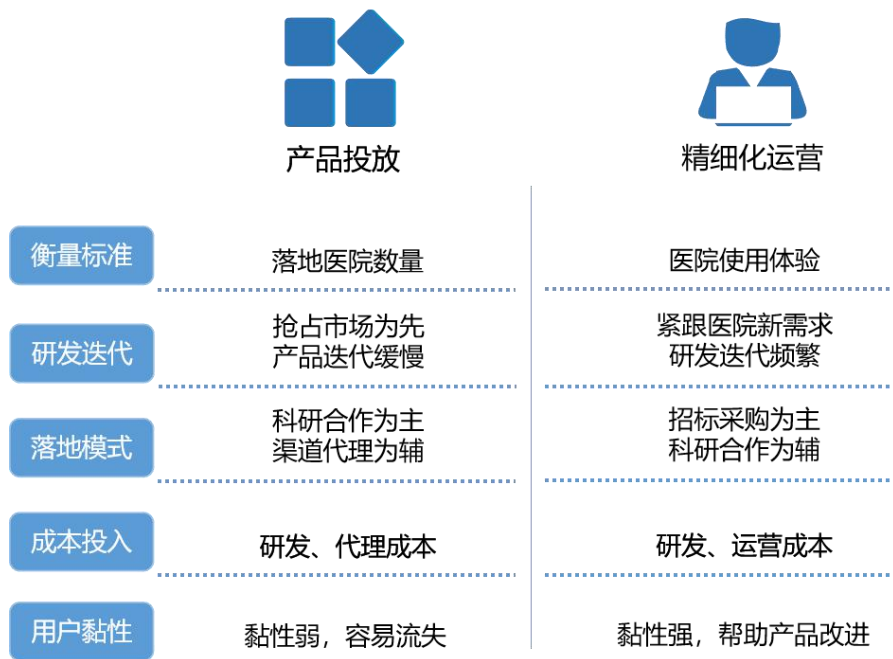 产品投放
精细化运营
衡量标准
落地医院数量
医院使用体验
研发迭代
抢占市场为先
产品迭代缓慢
紧跟医院新需求
研发迭代频繁
落地模式
科研合作为主
渠道代理为辅
招标采购为主
科研合作为辅
成本投入
研发、代理成本
研发、运营成本
用户黏性
黏性弱，容易流失
黏性强，帮助产品改进